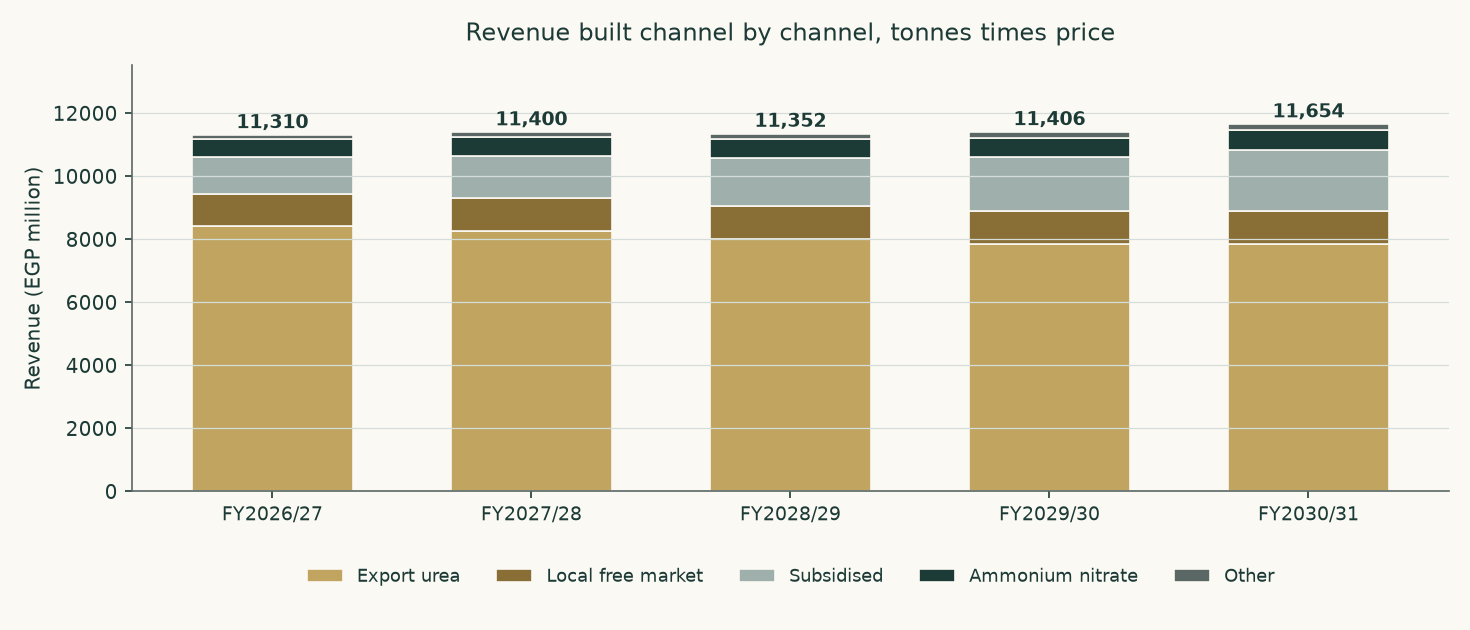 Revenue built channel by channel, tonnes times price
Revenue (EGP million)
12000
10000
8000
6000
4000
2000
0
11,310
11,400
11,352
11,406
11,654
FY2026/27
FY2027/28
FY2028/29
FY2029/30
FY2030/31
Export urea
Local free market
Subsidised
Ammonium nitrate
Other